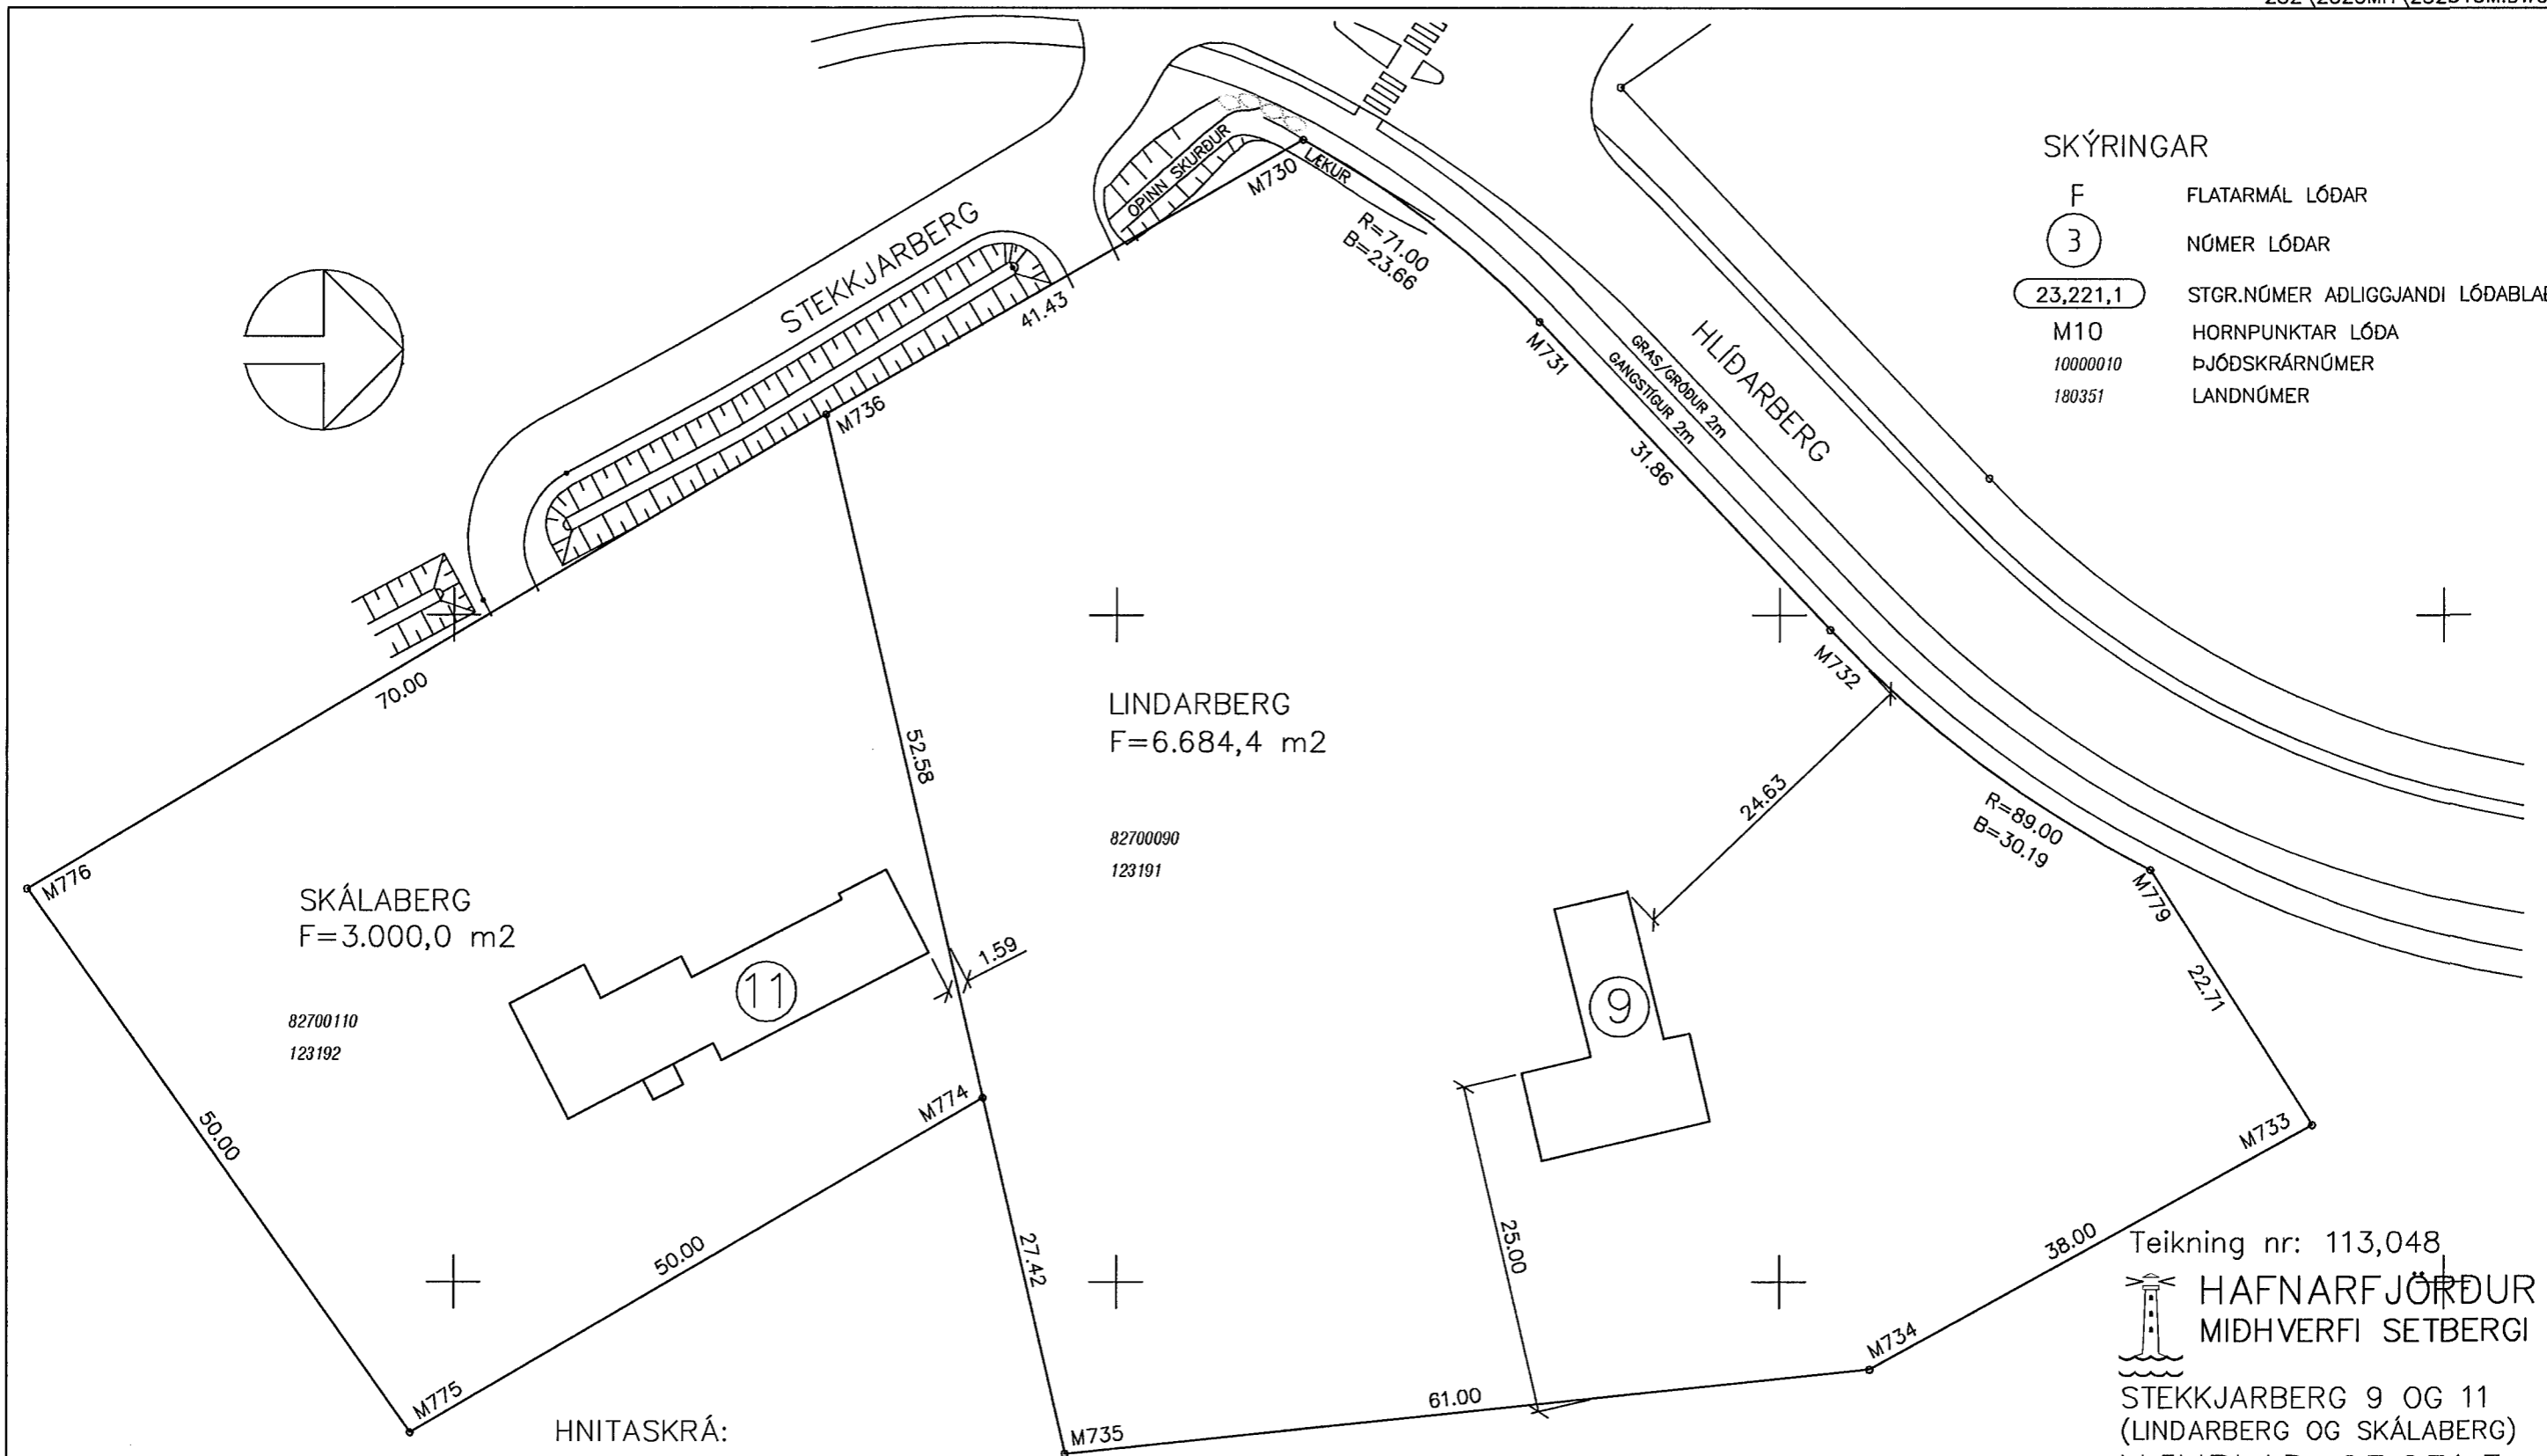 SKÝRINGAR
F FLATARMÁL LÓÐAR
3 NÚMER LÓÐAR
23,221,1 STGR.NÚMER AÐLIGGJANDI
M10 HORNPUNKTAR LÓÐA
10000010 ÞJÓÐSKRÁRNÚMER
180351 LANDNÚMER
OPINN SKURÐUR
M730
LÆKUR
R=71.00
B=23.66
STEKKJARBERG
41.43
M731
GRAS/GRÓÐUR 2m
GANGSTÍGUR 2m
HLÍÐARBERG
M736
31.86
M732
70.00
LINDARBERG
F=6.684,4 m2
52.58
24.63
R=89.00
B=30.19
82700090
123191
M776
M779
SKÁLABERG
F=3.000,0 m2
1.59
11
9
22.71
82700110
123192
M774
50.00
M733
50.00
27.42
25.00
38.00
Teikning nr: 113,048
HAFNARFJÖRÐUR
MIÐHVERFI SETBERGI
M734
M775
61.00
STEKKJARBERG 9 OG 11
(LINDARBERG OG SKÁLABERG)
HNITASKRÁ:
M735